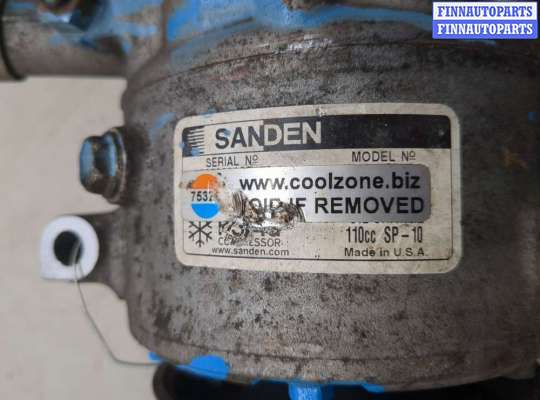 FINNAUTOPARTS
FINNAUTOPARTS
SANDEN
SERIAL Nº MODEL Nº
www.coolzone.biz
VOID IF REMOVED
110cc SP-10
COMPRESSOR
www.sanden.com Made in U.S.A.